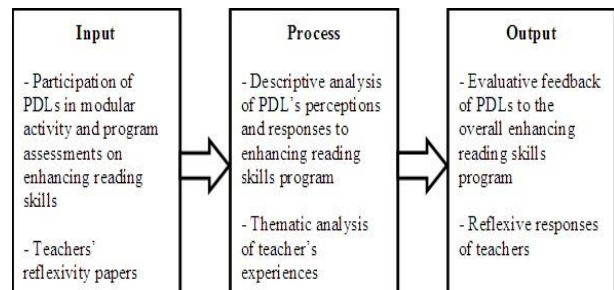 Input
- Participation of
PDLs in modular
activity and program
assessments on
enhancing reading
skills
- Teachers'
reflexivity papers
Process
- Descriptive analysis
of PDL's perceptions
and responses to
enhancing reading
skills program
- Thematic analysis
of teacher's
experiences
Output
- Evaluative feedback
of PDLs to the
overall enhancing
reading skills
program
- Reflexive responses
of teachers